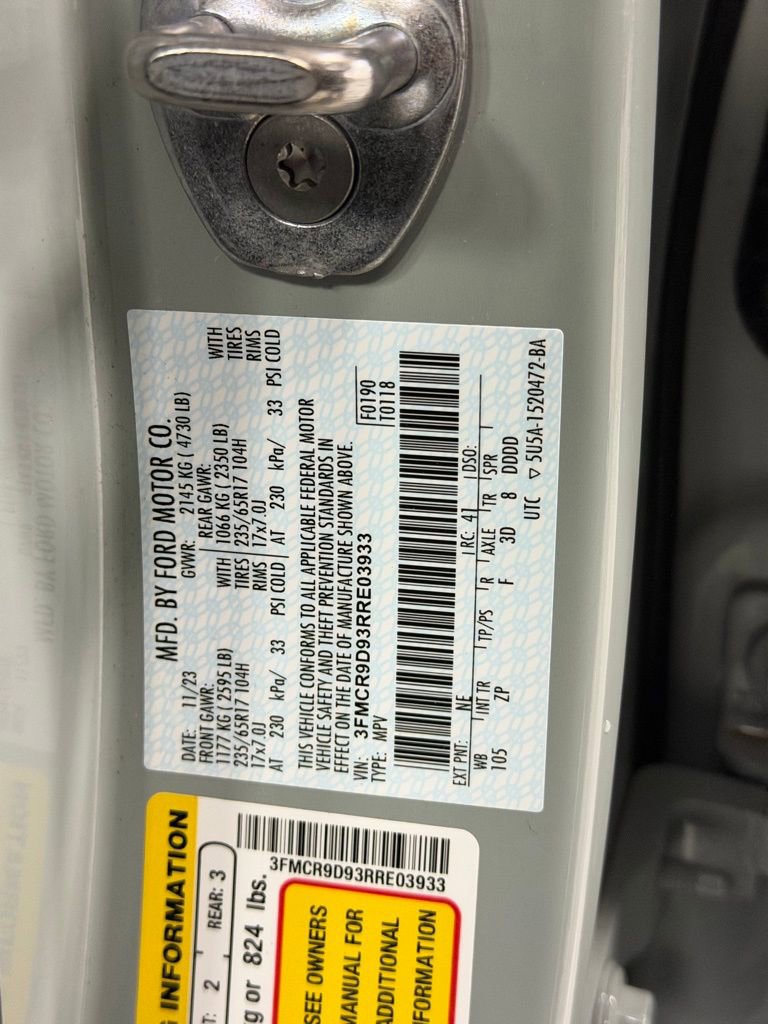 MFD. BY FORD MOTOR CO.
DATE: 11/23 GVWR: 2145 KG ( 4730 LB)
FRONT GAWR: REAR GAWR:
1177 KG ( 2595 LB) WITH 1066 KG ( 2350 LB) WITH
235/65R17 104H TIRES 235/65R17 104H TIRES
17x7.0J RIMS 17x7.0J RIMS
AT 230 kPa/ 33 PSI COLD AT 230 kPa/ 33 PSI COLD
THIS VEHICLE CONFORMS TO ALL APPLICABLE FEDERAL MOTOR
VEHICLE SAFETY AND THEFT PREVENTION STANDARDS IN
EFFECT ON THE DATE OF MANUFACTURE SHOWN ABOVE.
VIN: 3FMCR9D93RRE03933 F0190
TYPE: MPV T0118
EXT PNT: NE RC: 41 DSO:
WB INT TR TP/PS R AXLE TR SPR
105 ZP F 3D 8 DDDD
UTC ▽ 5U5A-1520472-BA
G INFORMATION
T: 2 REAR: 3
kg or 824 lbs.
3FMCR9D93RRE03933
SEE OWNERS
MANUAL FOR
ADDITIONAL
INFORMATION